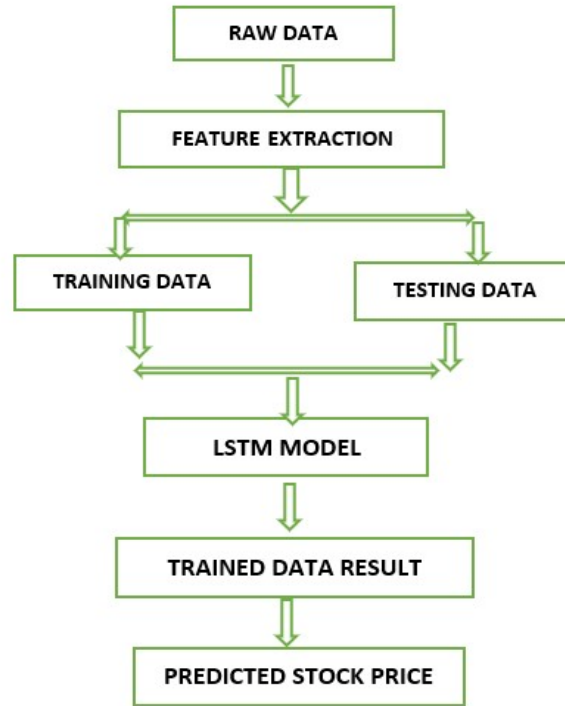 RAW DATA
FEATURE EXTRACTION
TRAINING DATA
TESTING DATA
LSTM MODEL
TRAINED DATA RESULT
PREDICTED STOCK PRICE